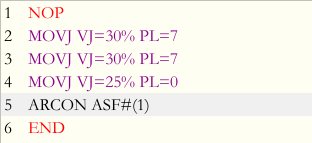 1 NOP
2 MOVJ VJ=30% PL=7
3 MOVJ VJ=30% PL=7
4 MOVJ VJ=25% PL=0
5 ARCON ASF#(1)
6 END